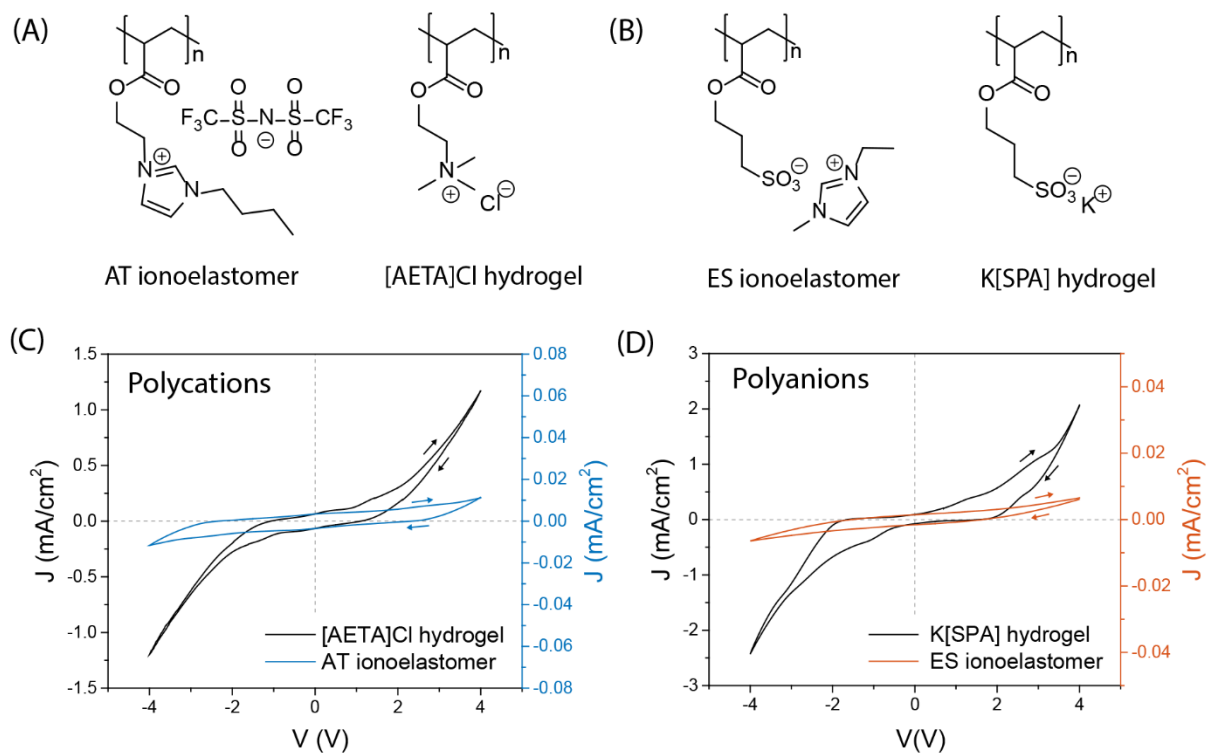 (A)
(B)
n
n
n
n
O
O
O
O
O
O
O
O
O
O
F₃C
S
N
S
CF₃
⊖
O
O
N
⊕
N
N
⊕
Cl
⊖
SO₃
⊖
⊕
N
N
SO₃
⊖
K
⊕
AT ionoelastomer
[AETA]Cl hydrogel
ES ionoelastomer
K[SPA] hydrogel
(C)
Polycations
J (mA/cm²)
1.5
1.0
0.5
0.0
-0.5
-1.0
-1.5
0.08
0.06
0.04
0.02
0.00
-0.02
-0.04
-0.06
-0.08
J (mA/cm²)
[AETA]Cl hydrogel
AT ionoelastomer
-4
-2
0
2
4
V (V)
(D)
Polyanions
J (mA/cm²)
3
2
1
0
-1
-2
-3
0.04
0.02
0.00
-0.02
-0.04
J (mA/cm²)
K[SPA] hydrogel
ES ionoelastomer
-4
-2
0
2
4
V(V)